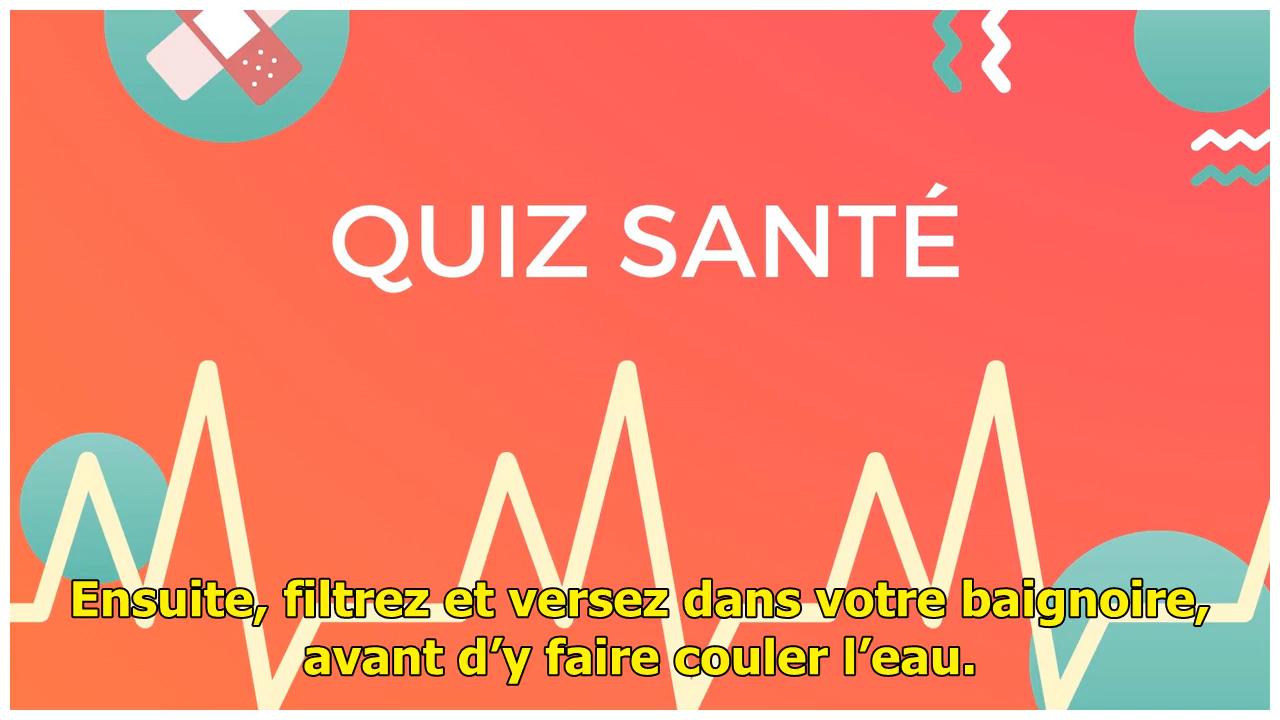 QUIZ SANTÉ
Ensuite, filtrez et versez dans votre baignoire,
avant d’y faire couler l’eau.